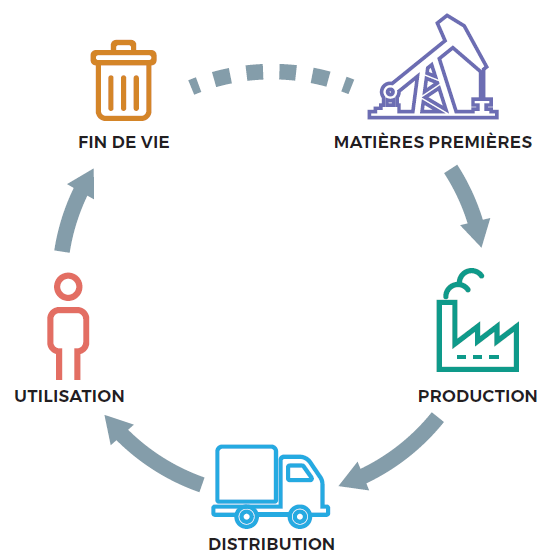 FIN DE VIE
MATIÈRES PREMIÈRES
UTILISATION
PRODUCTION
DISTRIBUTION